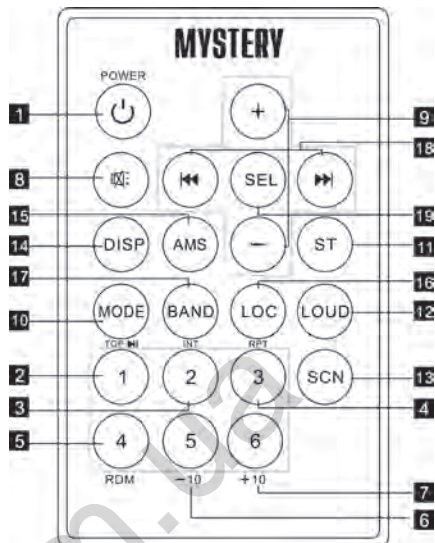 MYSTERY
POWER
1
+
9
18
8
SEL
19
15
14
DISP
AMS
−
ST
11
17
16
10
MODE
BAND
LOC
LOUD
12
TOP
INT
RPT
2
1
2
3
SCN
13
3
4
5
4
5
6
RDM
−10
+10
7
6
m.ua